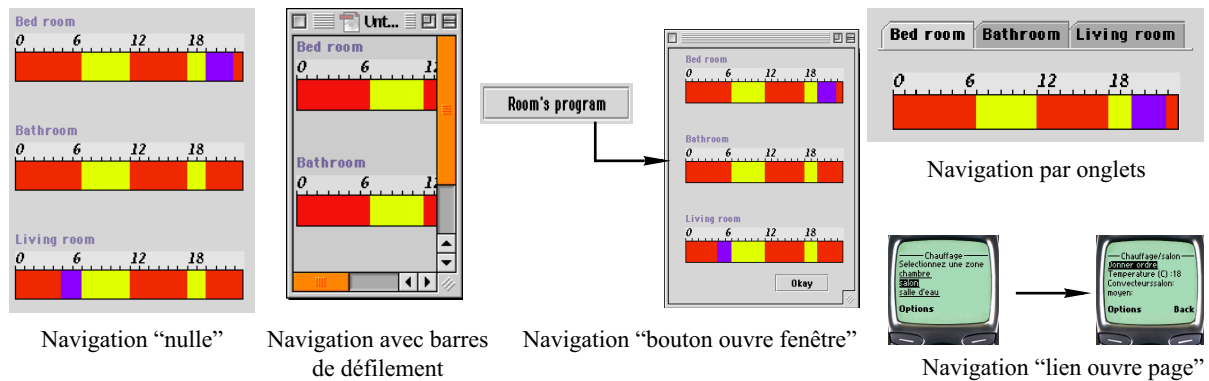 Bed room
0 6 12 18
Bathroom
0 6 12 18
Living room
0 6 12 18
Navigation “nulle”
Unt...
Bed room
0 6 12
Bathroom
0 6
Navigation avec barres
de défilement
Room's program
Bed room
0 6 12 18
Bathroom
0 6 12 18
Living room
0 6 12 18
Okay
Navigation “bouton ouvre fenêtre”
Bed room Bathroom Living room
0 6 12 18
Navigation par onglets
Chauffage
Selectionnez une zone
chambre
salon
salle d'eau
Options
Chauffage/salon
Donner ordre
Temperature (C) :18
Convecteurssalon:
moyen:
Options Back
Navigation “lien ouvre page”